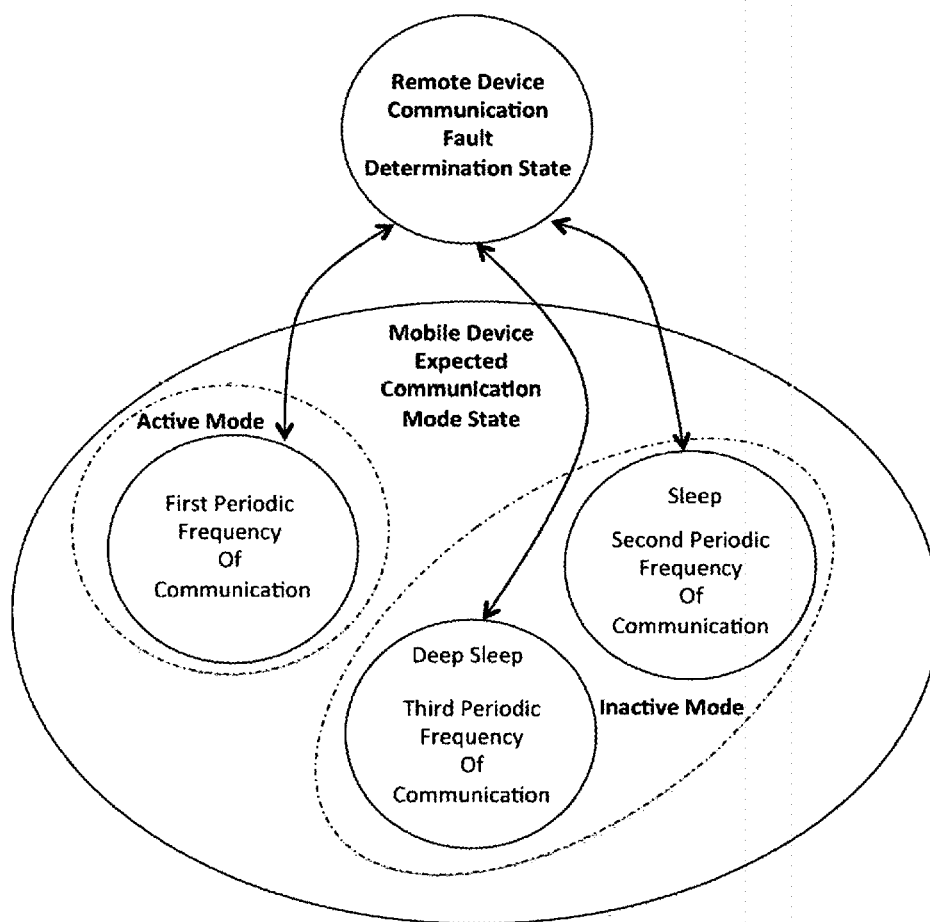 Remote Device
Communication
Fault
Determination State
Mobile Device
Expected
Communication
Mode State
Active Mode
First Periodic
Frequency
Of
Communication
Sleep
Second Periodic
Frequency
Of
Communication
Deep Sleep
Third Periodic
Frequency
Of
Communication
Inactive Mode